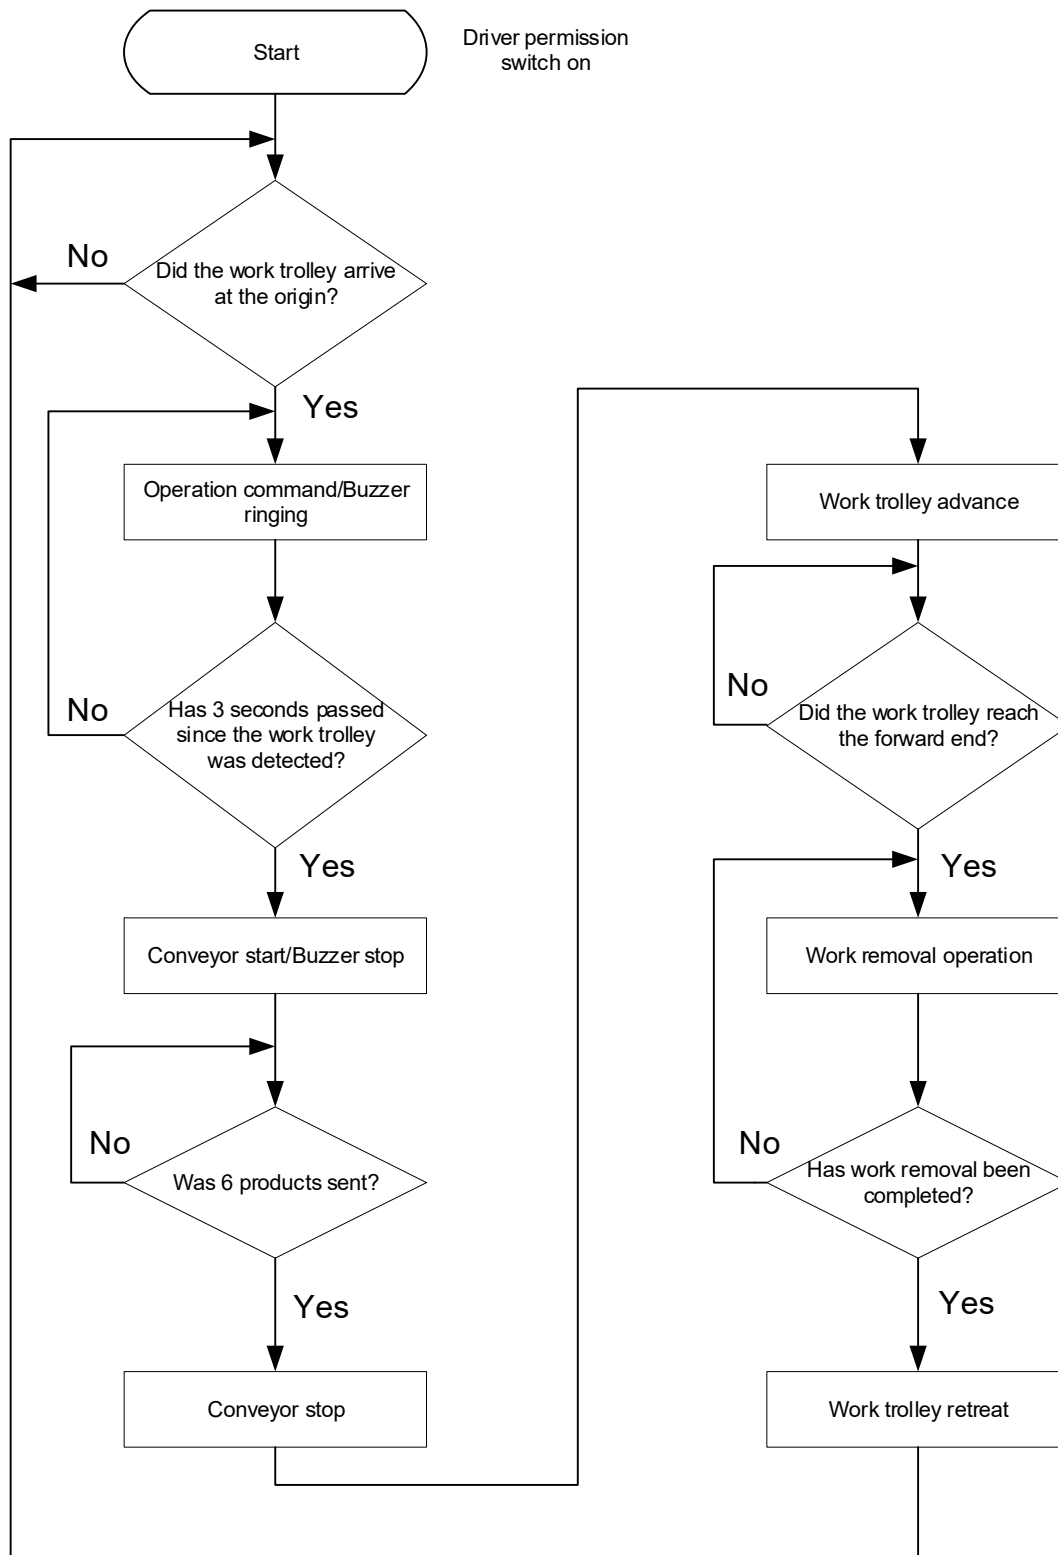 Start
Driver permission
switch on
No
Did the work trolley arrive
at the origin?
Yes
Operation command/Buzzer
ringing
No
Has 3 seconds passed
since the work trolley
was detected?
Yes
Conveyor start/Buzzer stop
No
Was 6 products sent?
Yes
Conveyor stop
Work trolley advance
No
Did the work trolley reach
the forward end?
Yes
Work removal operation
No
Has work removal been
completed?
Yes
Work trolley retreat